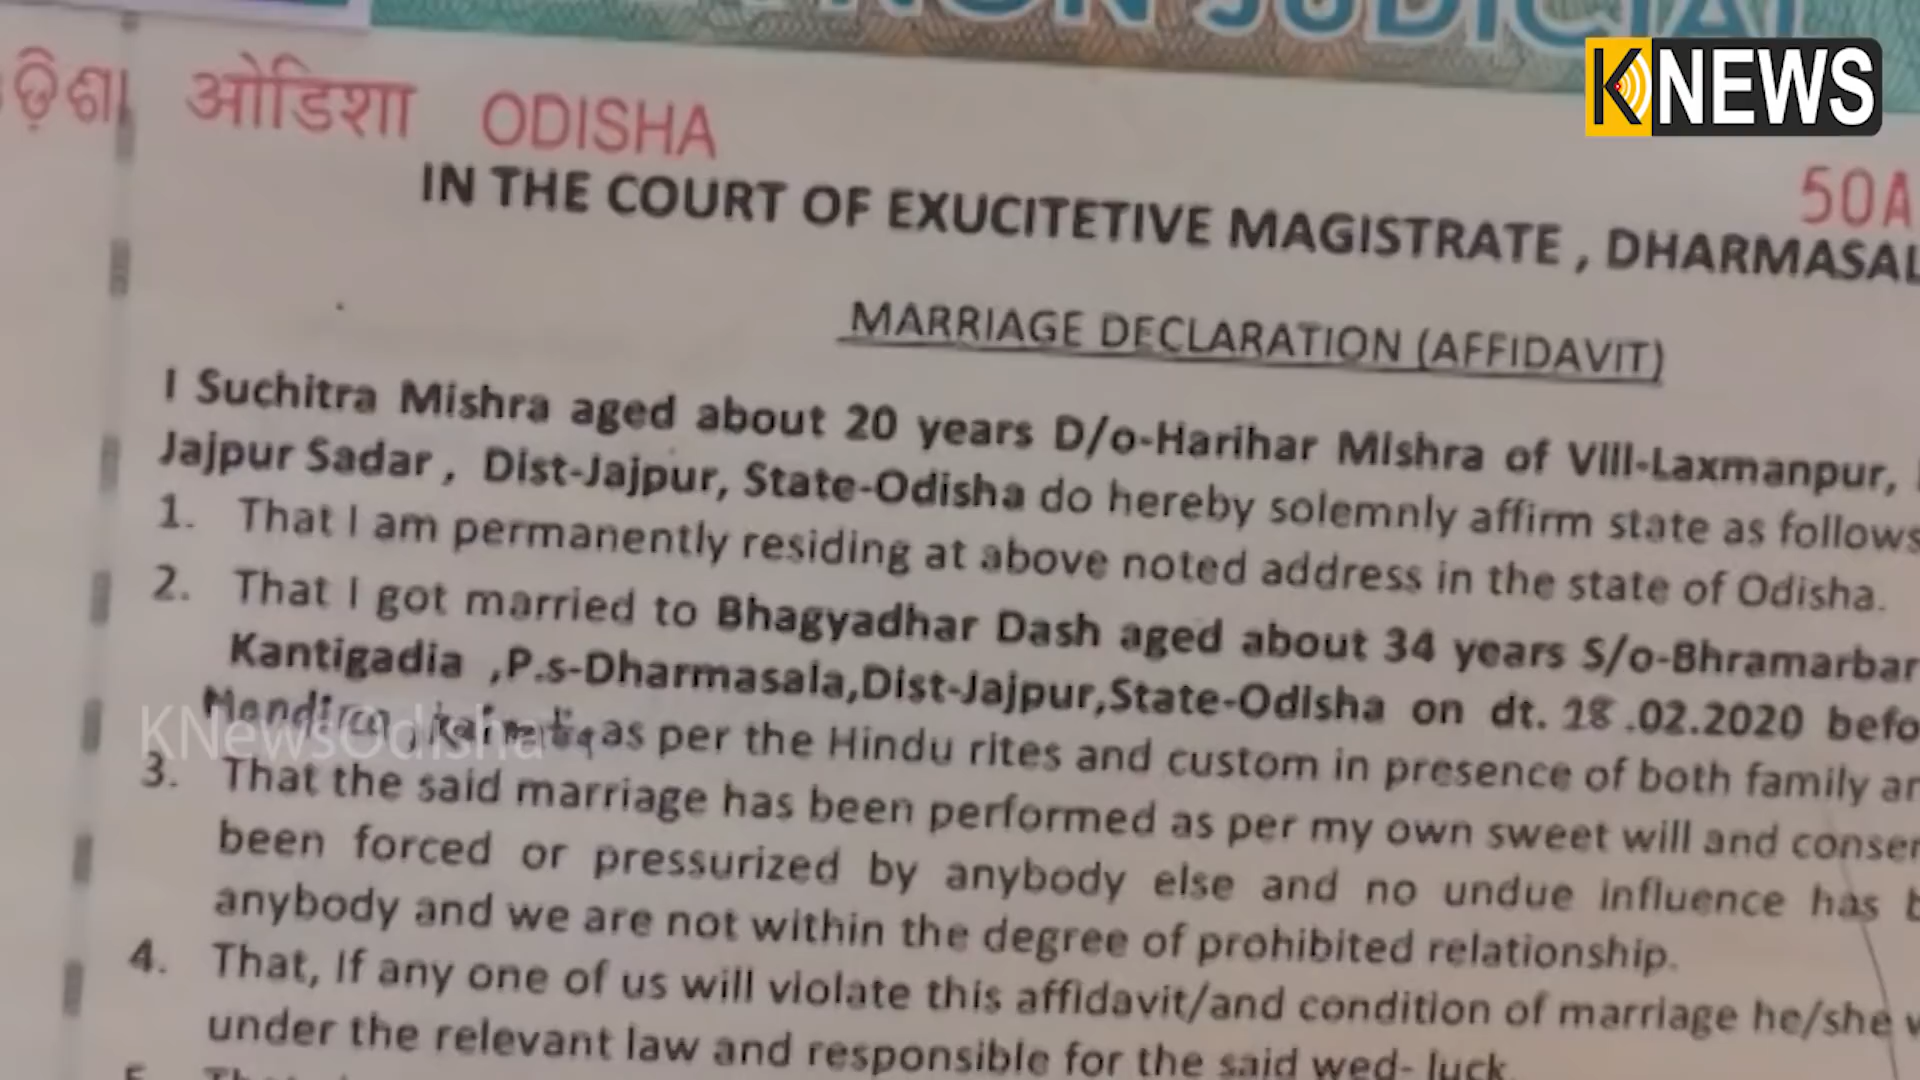 NON JUDICIAL
KNEWS
ଓଡ଼ିଶା ओडिशा ODISHA
50A
IN THE COURT OF EXUCITETIVE MAGISTRATE , DHARMASAL
MARRIAGE DECLARATION (AFFIDAVIT)
I Suchitra Mishra aged about 20 years D/o-Harihar Mishra of Vill-Laxmanpur,
Jajpur Sadar , Dist-Jajpur, State-Odisha do hereby solemnly affirm state as follows
1. That I am permanently residing at above noted address in the state of Odisha.
2. That I got married to Bhagyadhar Dash aged about 34 years S/o-Bhramarbar
Kantigadia ,P.s-Dharmasala,Dist-Jajpur,State-Odisha on dt. 18.02.2020 befo
as per the Hindu rites and custom in presence of both family an
KNewsOdisha
3. That the said marriage has been performed as per my own sweet will and consen
been forced or pressurized by anybody else and no undue influence has b
anybody and we are not within the degree of prohibited relationship.
4. That, If any one of us will violate this affidavit/and condition of marriage he/she w
under the relevant law and responsible for the said wed- luck.
5.